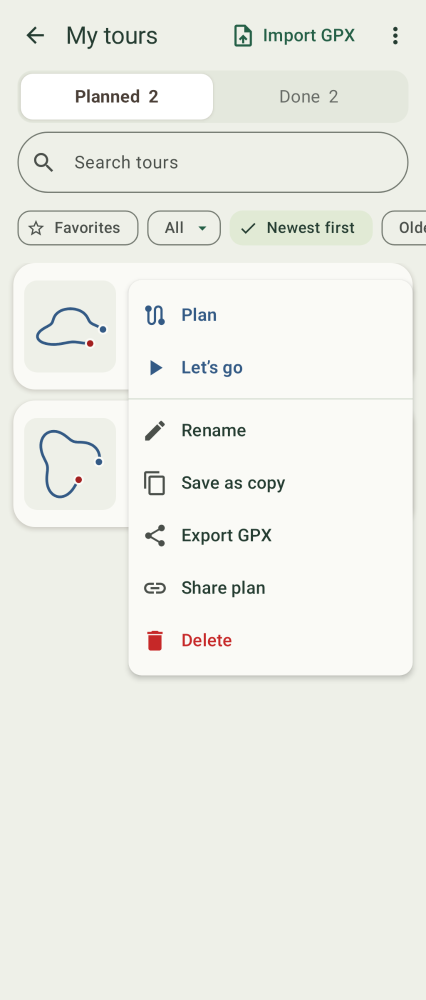 My tours
Import GPX
Planned 2
Done 2
Search tours
Favorites
All
Newest first
Olde
Plan
Let's go
Rename
Save as copy
Export GPX
Share plan
Delete